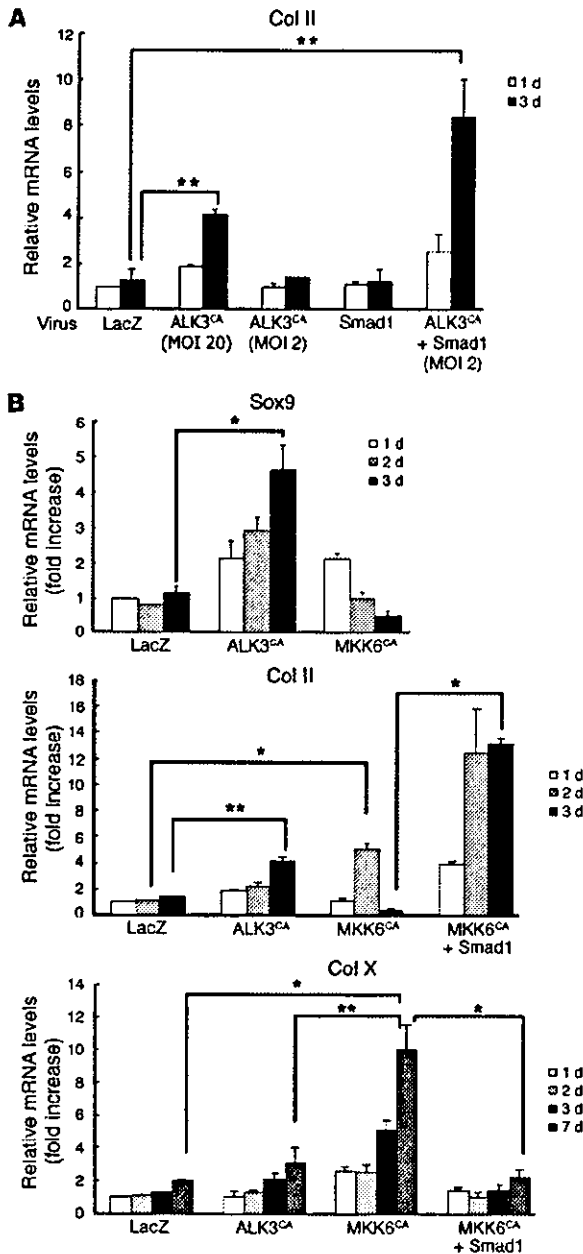 A
Col II
**
12
10
8
6
4
2
0
Relative mRNA levels
1 d
3 d
**
Virus
LacZ
ALK3CA
(MOI 20)
ALK3CA
(MOI 2)
Smad1
ALK3CA
+ Smad1
(MOI 2)
B
Sox9
*
6
5
4
3
2
1
0
Relative mRNA levels
(fold increase)
1 d
2 d
3 d
LacZ
ALK3CA
MKK6CA
Col II
18
16
14
12
10
8
6
4
2
0
Relative mRNA levels
(fold increase)
*
*
**
1 d
2 d
3 d
LacZ
ALK3CA
MKK6CA
MKK6CA
+ Smad1
Col X
14
12
10
8
6
4
2
0
Relative mRNA levels
(fold increase)
*
**
*
1 d
2 d
3 d
7 d
LacZ
ALK3CA
MKK6CA
MKK6CA
+ Smad1